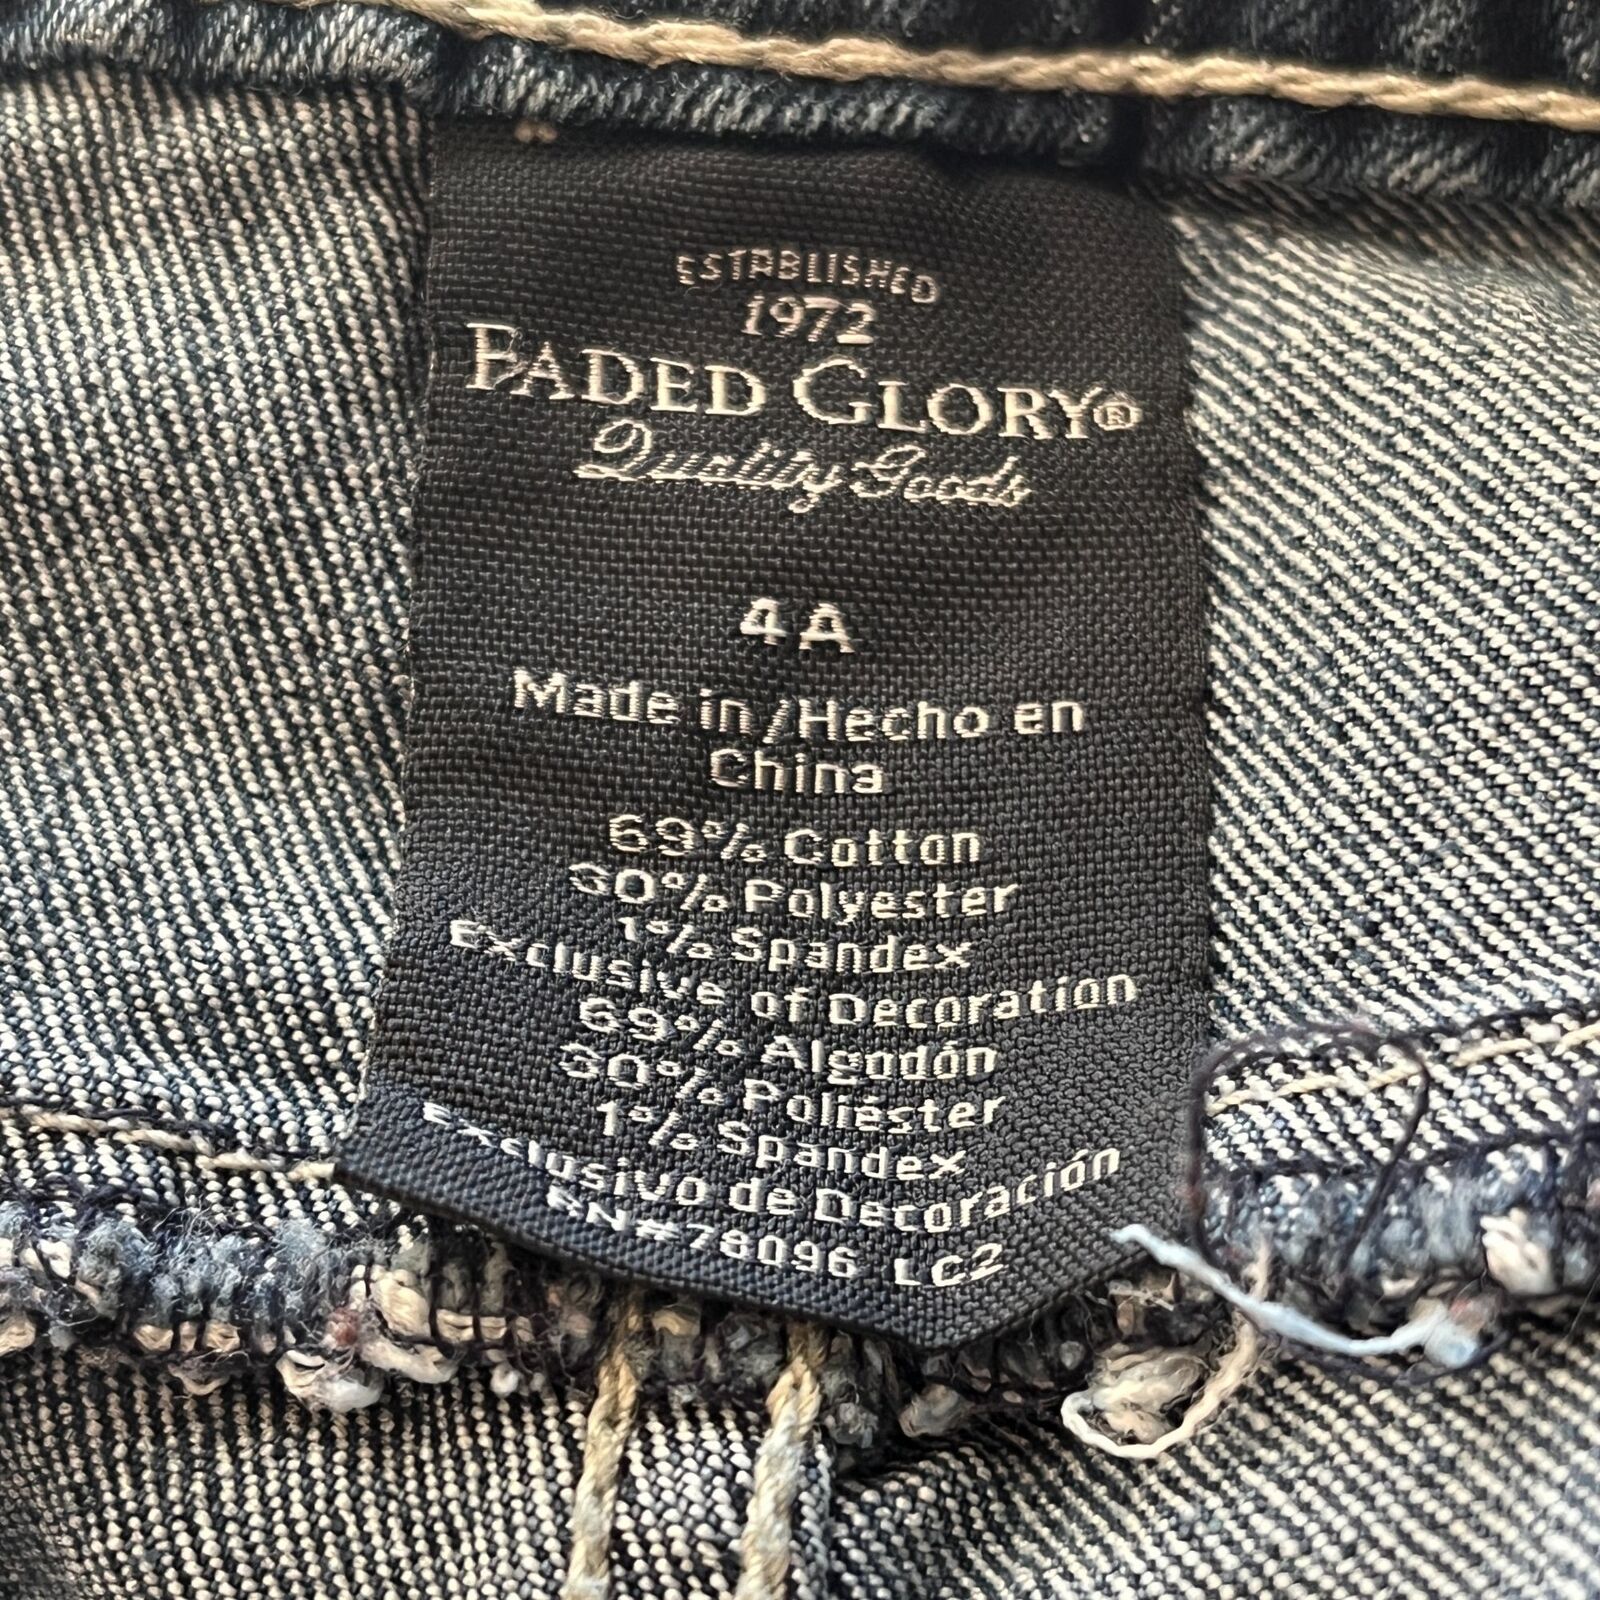 ESTABLISHED
1972
FADED GLORY®
Quality Goods
4A
Made in/Hecho en
China
69% Cotton
30% Polyester
1% Spandex
Exclusive of Decoration
69% Algodón
30% Poliéster
1% Spandex
Exclusivo de Decoración
RN#78096 LC2